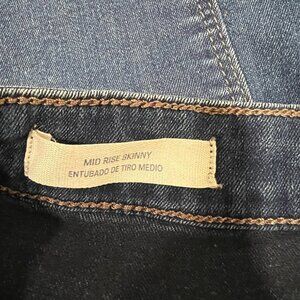 MID RISE SKINNY
ENTUBADO DE TIRO MEDIO